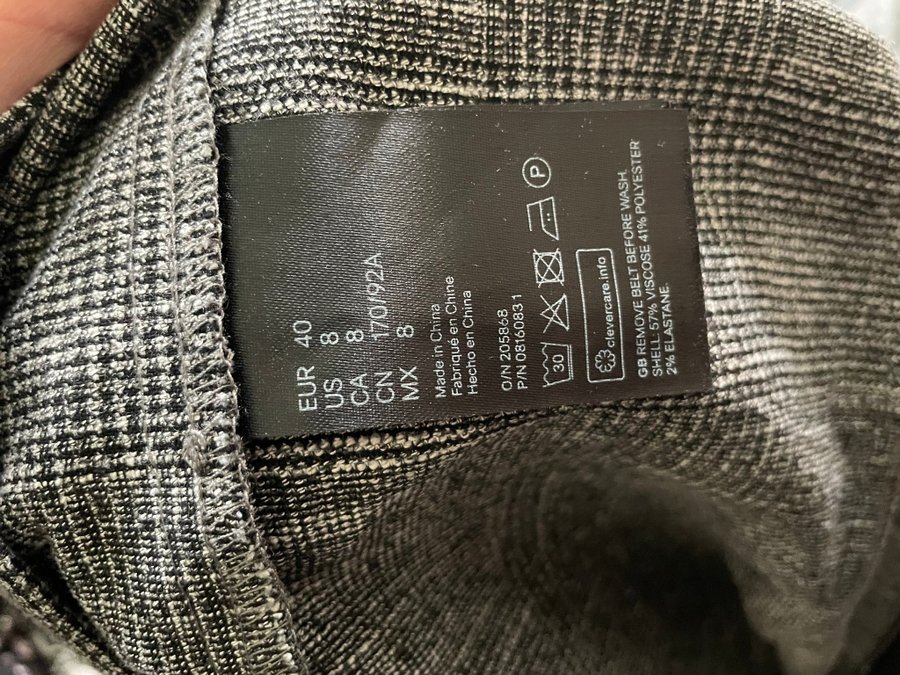 EUR 40
US 8
CA 8
CN 170/92A
MX 8
Made in China
Fabriqué en Chine
Hecho en China
O/N 205868
P/N 08160831
30
P
clevercare.info
GB REMOVE BELT BEFORE WASH.
SHELL: 57% VISCOSE 41% POLYESTER
2% ELASTANE.